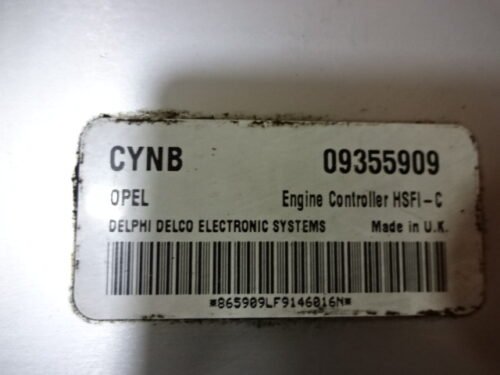 CYNB 09355909
OPEL Engine Controller HSFI-C
DELPHI DELCO ELECTRONIC SYSTEMS Made in U.K.
*865909LF9146016N*